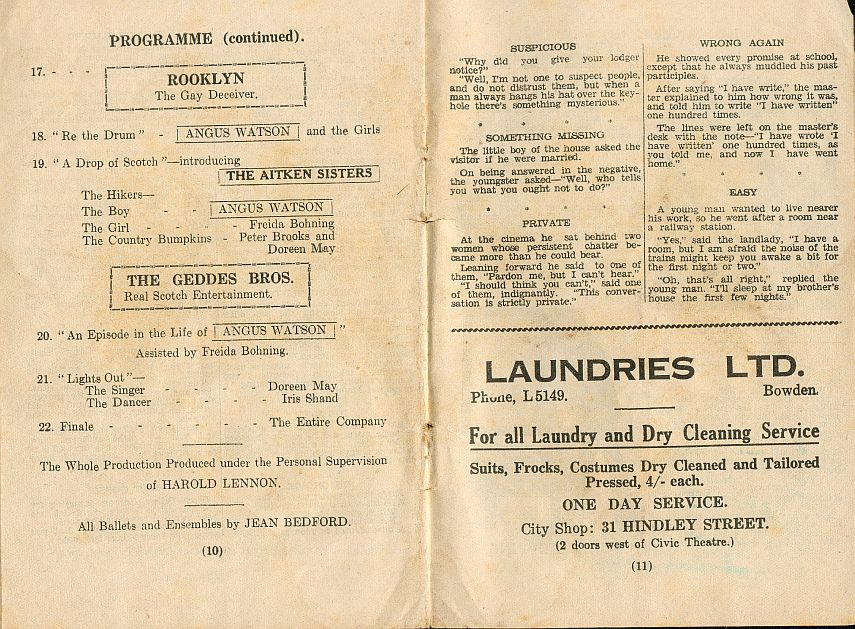 PROGRAMME (continued).
17. - - -
ROOKLYN
The Gay Deceiver.
18. "Re the Drum" - ANGUS WATSON and the Girls
19. "A Drop of Scotch"—introducing
THE AITKEN SISTERS
The Hikers—
The Boy - - ANGUS WATSON
The Girl - - - - Freida Bohning
The Country Bumpkins - Peter Brooks and
Doreen May
THE GEDDES BROS.
Real Scotch Entertainment.
20. "An Episode in the Life of ANGUS WATSON "
Assisted by Freida Bohning.
21. "Lights Out"—
The Singer - - - - Doreen May
The Dancer - - - - Iris Shand
22. Finale - - - - - - The Entire Company
The Whole Production Produced under the Personal Supervision
of HAROLD LENNON.
All Ballets and Ensembles by JEAN BEDFORD.
(10)
SUSPICIOUS
"Why did you give your lodger
notice?"
"Well, I'm not one to suspect people,
and do not distrust them, but when a
man always hangs his hat over the key-
hole there's something mysterious."
* * * *
SOMETHING MISSING
The little boy of the house asked the
visitor if he were married.
On being answered in the negative,
the youngster asked—"Well, who tells
you what you ought not to do?"
* * * *
PRIVATE
At the cinema he sat behind two
women whose persistent chatter be-
came more than he could bear.
Leaning forward he said to one of
them, "Pardon me, but I can't hear."
"I should think you can't," said one
of them, indignantly. "This conver-
sation is strictly private."
WRONG AGAIN
He showed every promise at school,
except that he always muddled his past
participles.
After saying "I have write," the mas-
ter explained to him how wrong it was,
and told him to write "I have written"
one hundred times.
The lines were left on the master's
desk with the note—"I have wrote 'I
have written' one hundred times, as
you told me, and now I have went
home."
* * * *
EASY
A young man wanted to live nearer
his work, so he went after a room near
a railway station.
"Yes," said the landlady, "I have a
room, but I am afraid the noise of the
trains might keep you awake a bit for
the first night or two."
"Oh, that's all right," replied the
young man. "I'll sleep at my brother's
house the first few nights."
LAUNDRIES LTD.
Phone, L5149. Bowden.
For all Laundry and Dry Cleaning Service
Suits, Frocks, Costumes Dry Cleaned and Tailored
Pressed, 4/- each.
ONE DAY SERVICE.
City Shop: 31 HINDLEY STREET.
(2 doors west of Civic Theatre.)
(11)